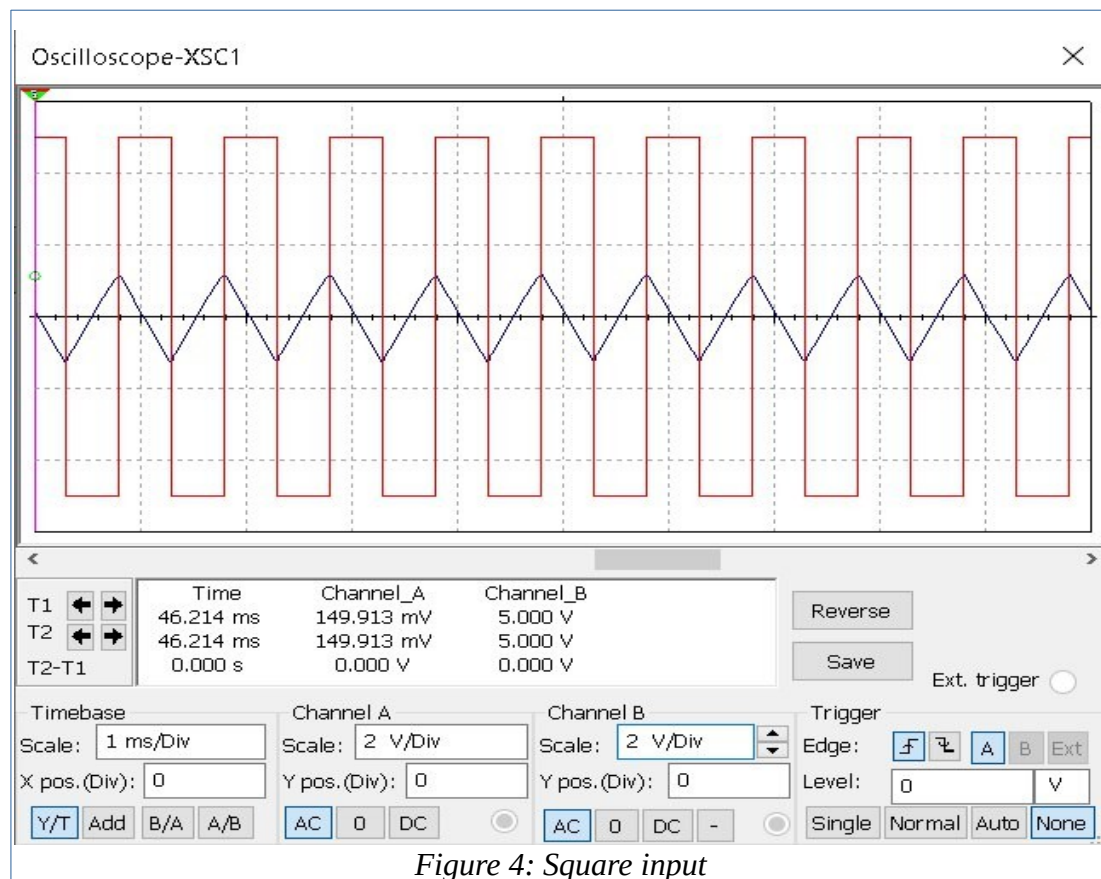 Oscilloscope-XSC1
Time Channel_A Channel_B
T1 46.214 ms 149.913 mV 5.000 V
T2 46.214 ms 149.913 mV 5.000 V
T2-T1 0.000 s 0.000 V 0.000 V
Reverse
Save
Ext. trigger
Timebase
Scale: 1 ms/Div
X pos.(Div): 0
Y/T Add B/A A/B
Channel A
Scale: 2 V/Div
Y pos.(Div): 0
AC 0 DC
Channel B
Scale: 2 V/Div
Y pos.(Div): 0
AC 0 DC -
Trigger
Edge: A B Ext
Level: 0 V
Single Normal Auto None
Figure 4: Square input